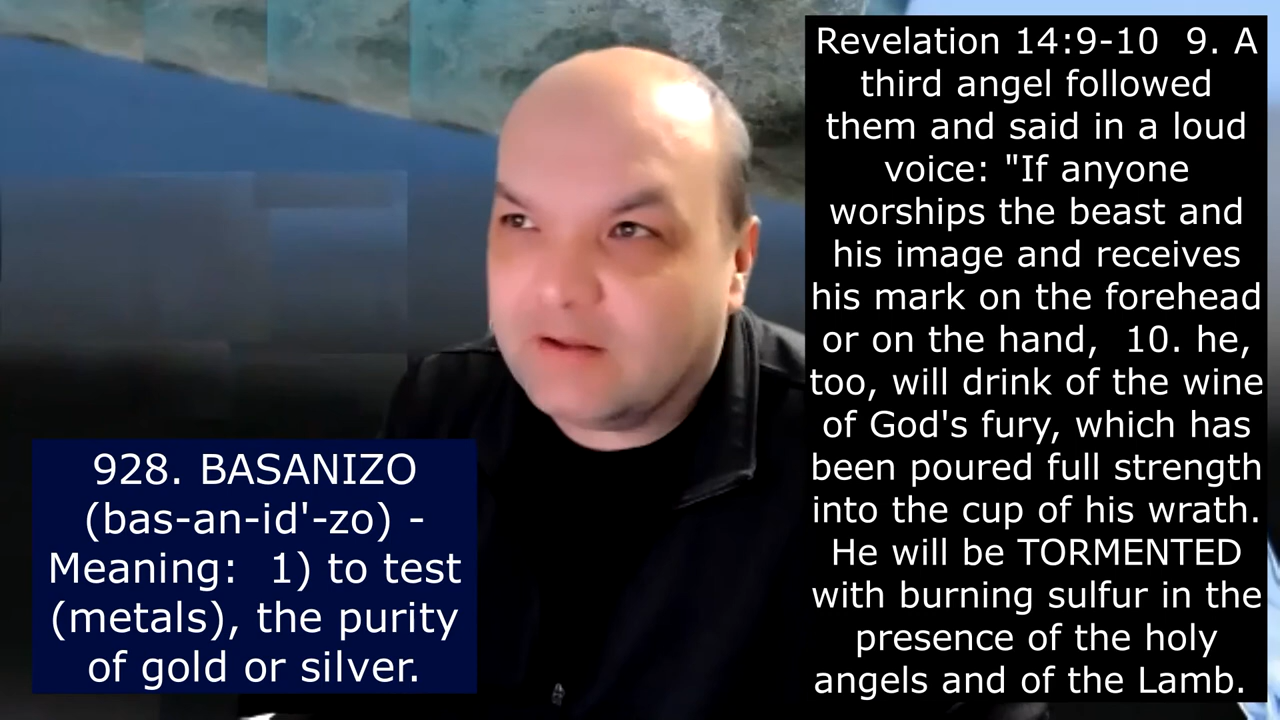 Revelation 14:9-10  9. A
third angel followed
them and said in a loud
voice: "If anyone
worships the beast and
his image and receives
his mark on the forehead
or on the hand,  10. he,
too, will drink of the wine
of God's fury, which has
been poured full strength
into the cup of his wrath.
He will be TORMENTED
with burning sulfur in the
presence of the holy
angels and of the Lamb.
928. BASANIZO
(bas-an-id'-zo) -
Meaning:  1) to test
(metals), the purity
of gold or silver.